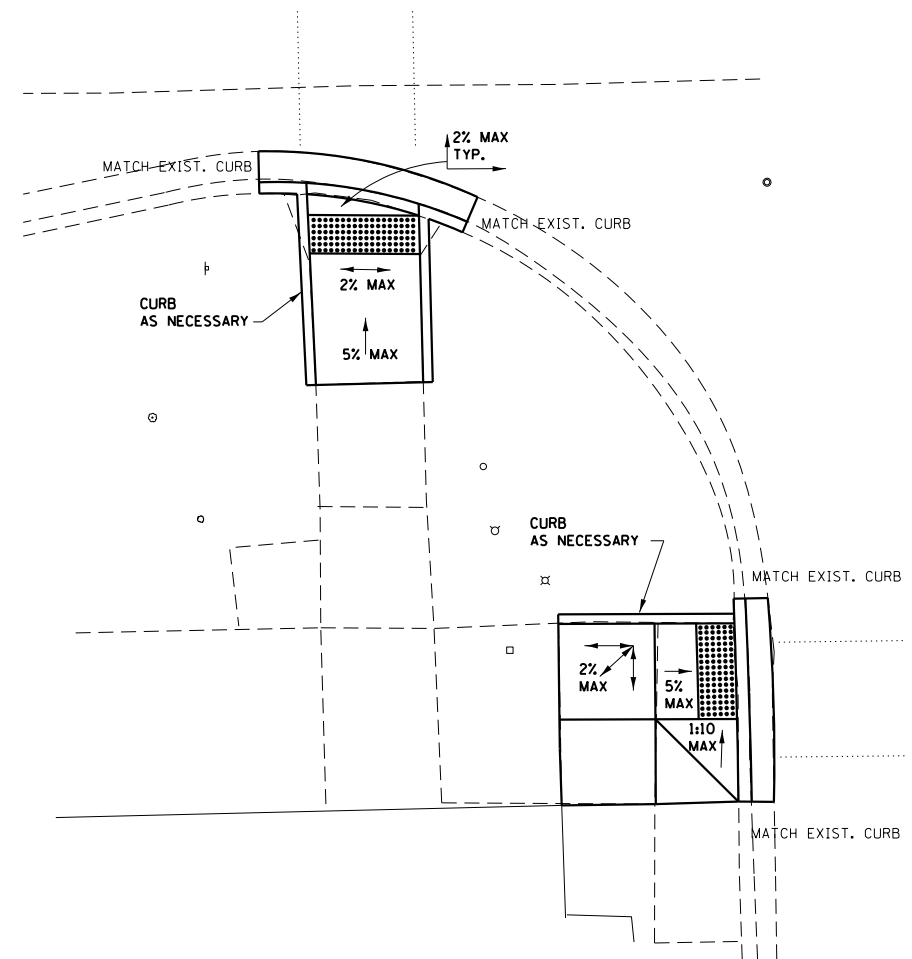 2% MAX
TYP.
MATCH EXIST. CURB
MATCH EXIST. CURB
2% MAX
CURB
AS NECESSARY
5% MAX
CURB
AS NECESSARY
MATCH EXIST. CURB
2%
MAX
5%
MAX
1:10
MAX
MATCH EXIST. CURB